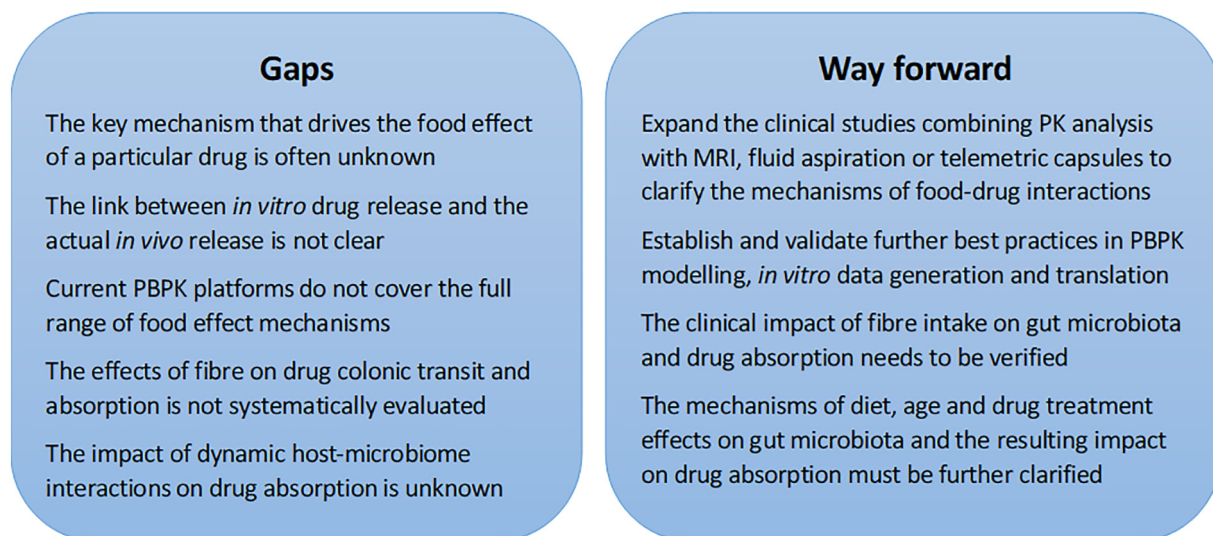 Gaps
The key mechanism that drives the food effect
of a particular drug is often unknown
The link between in vitro drug release and the
actual in vivo release is not clear
Current PBPK platforms do not cover the full
range of food effect mechanisms
The effects of fibre on drug colonic transit and
absorption is not systematically evaluated
The impact of dynamic host-microbiome
interactions on drug absorption is unknown
Way forward
Expand the clinical studies combining PK analysis
with MRI, fluid aspiration or telemetric capsules to
clarify the mechanisms of food-drug interactions
Establish and validate further best practices in PBPK
modelling, in vitro data generation and translation
The clinical impact of fibre intake on gut microbiota
and drug absorption needs to be verified
The mechanisms of diet, age and drug treatment
effects on gut microbiota and the resulting impact
on drug absorption must be further clarified